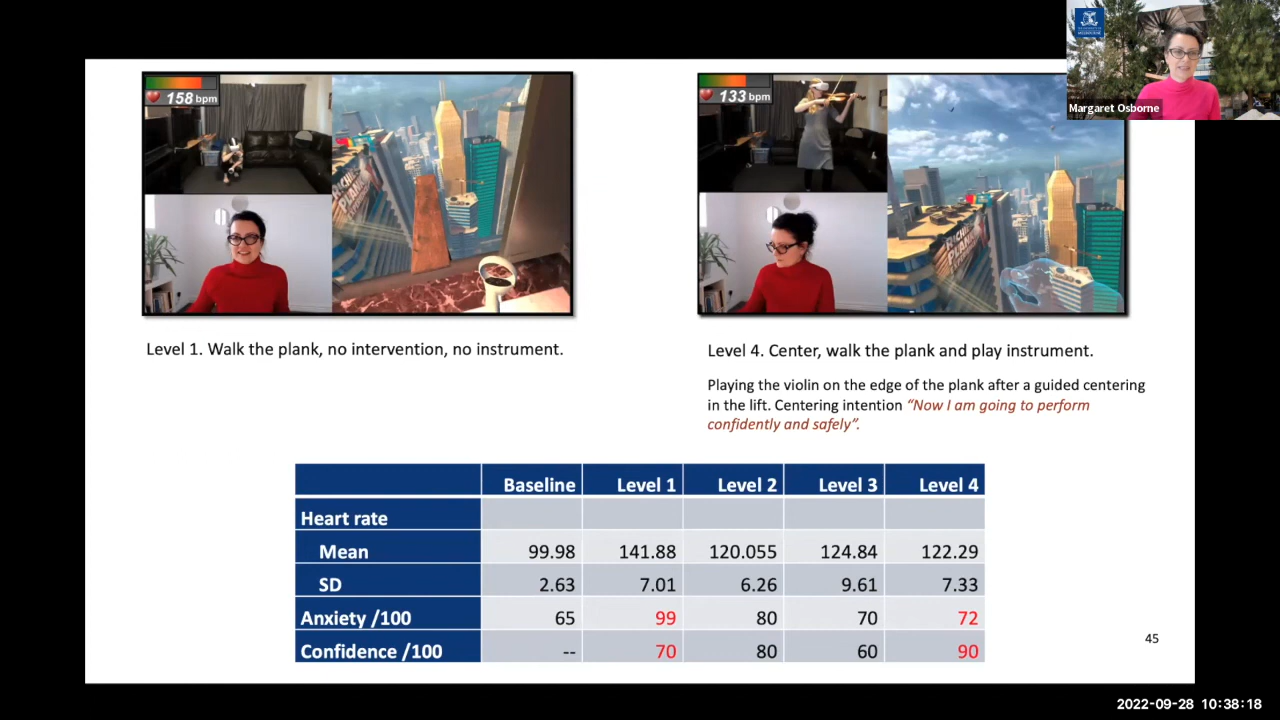 158 bpm
RICHIE'S PLANK
133 bpm
RICHIE'S PLANK
MELBOURNE
Margaret Osborne
Level 1. Walk the plank, no intervention, no instrument.
Level 4. Center, walk the plank and play instrument.
Playing the violin on the edge of the plank after a guided centering
in the lift. Centering intention “Now I am going to perform
confidently and safely”.
Baseline Level 1 Level 2 Level 3 Level 4
Heart rate
Mean 99.98 141.88 120.055 124.84 122.29
SD 2.63 7.01 6.26 9.61 7.33
Anxiety /100 65 99 80 70 72
Confidence /100 -- 70 80 60 90
45
2022-09-28 10:38:18